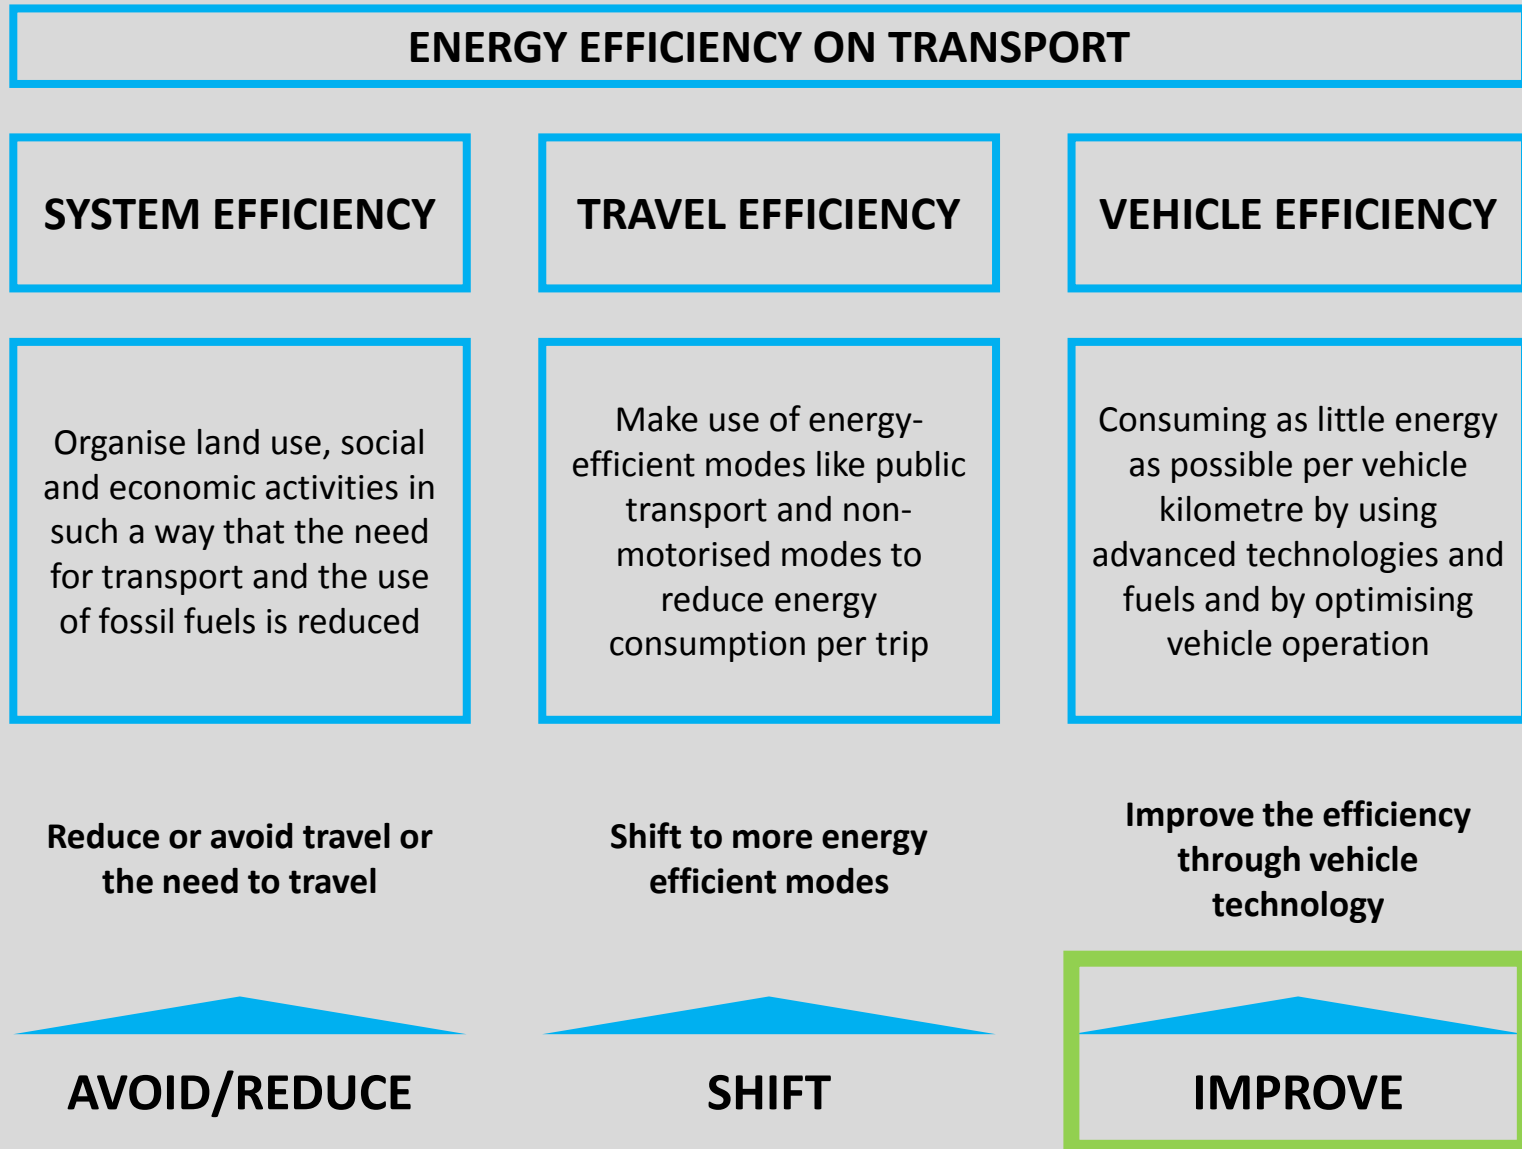 ENERGY EFFICIENCY ON TRANSPORT
SYSTEM EFFICIENCY
TRAVEL EFFICIENCY
VEHICLE EFFICIENCY
Organise land use, social
and economic activities in
such a way that the need
for transport and the use
of fossil fuels is reduced
Make use of energy-
efficient modes like public
transport and non-
motorised modes to
reduce energy
consumption per trip
Consuming as little energy
as possible per vehicle
kilometre by using
advanced technologies and
fuels and by optimising
vehicle operation
Reduce or avoid travel or
the need to travel
Shift to more energy
efficient modes
Improve the efficiency
through vehicle
technology
AVOID/REDUCE
SHIFT
IMPROVE